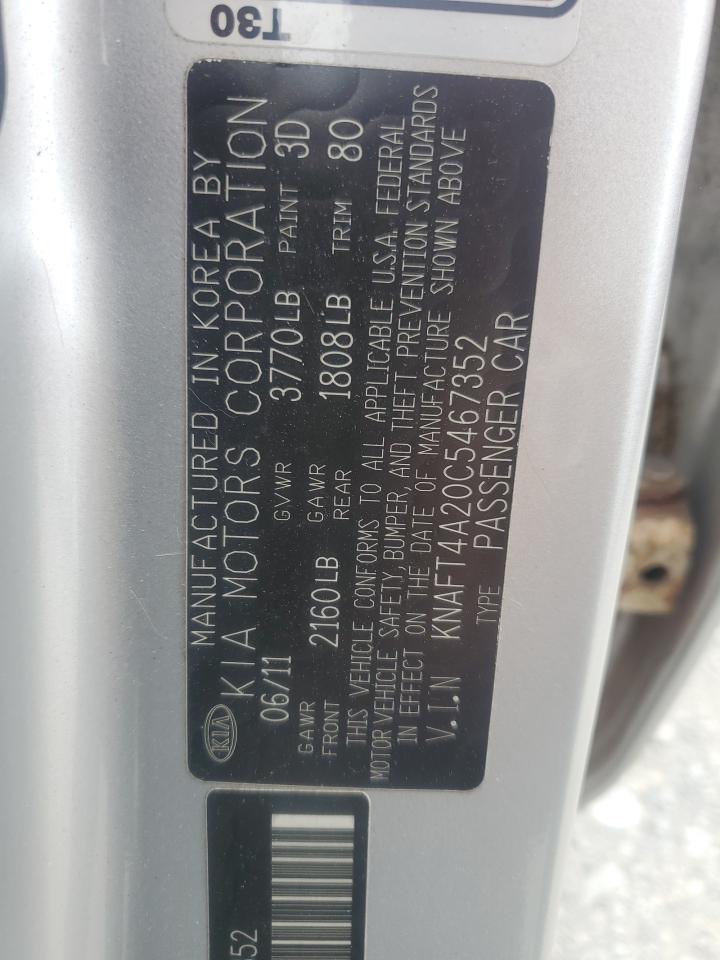 T30
MANUFACTURED IN KOREA BY
KIA KIA MOTORS CORPORATION
06/11 GVWR 3770LB PAINT 3D
GAWR FRONT 2160LB GAWR REAR 1808LB TRIM 80
THIS VEHICLE CONFORMS TO ALL APPLICABLE U.S.A. FEDERAL
MOTOR VEHICLE SAFETY, BUMPER, AND THEFT PREVENTION STANDARDS
IN EFFECT ON THE DATE OF MANUFACTURE SHOWN ABOVE
V.I.N KNAFT4A20C5467352
TYPE PASSENGER CAR
352